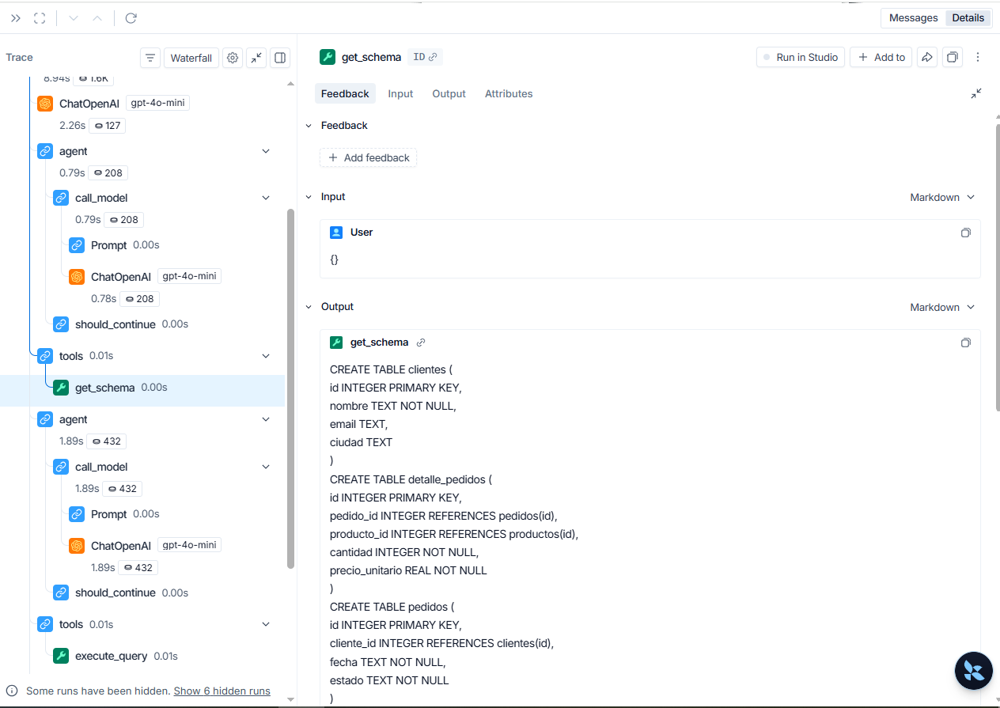 Messages
Details
Trace
Waterfall
8.94s 1.6K
ChatOpenAI gpt-4o-mini
2.26s 127
agent
0.79s 208
call_model
0.79s 208
Prompt 0.00s
ChatOpenAI gpt-4o-mini
0.78s 208
should_continue 0.00s
tools 0.01s
get_schema 0.00s
agent
1.89s 432
call_model
1.89s 432
Prompt 0.00s
ChatOpenAI gpt-4o-mini
1.89s 432
should_continue 0.00s
tools 0.01s
execute_query 0.01s
Some runs have been hidden. Show 6 hidden runs
get_schema ID
Run in Studio
Add to
Feedback Input Output Attributes
Feedback
Add feedback
Input Markdown
User
{}
Output Markdown
get_schema
CREATE TABLE clientes (
id INTEGER PRIMARY KEY,
nombre TEXT NOT NULL,
email TEXT,
ciudad TEXT
)
CREATE TABLE detalle_pedidos (
id INTEGER PRIMARY KEY,
pedido_id INTEGER REFERENCES pedidos(id),
producto_id INTEGER REFERENCES productos(id),
cantidad INTEGER NOT NULL,
precio_unitario REAL NOT NULL
)
CREATE TABLE pedidos (
id INTEGER PRIMARY KEY,
cliente_id INTEGER REFERENCES clientes(id),
fecha TEXT NOT NULL,
estado TEXT NOT NULL
)